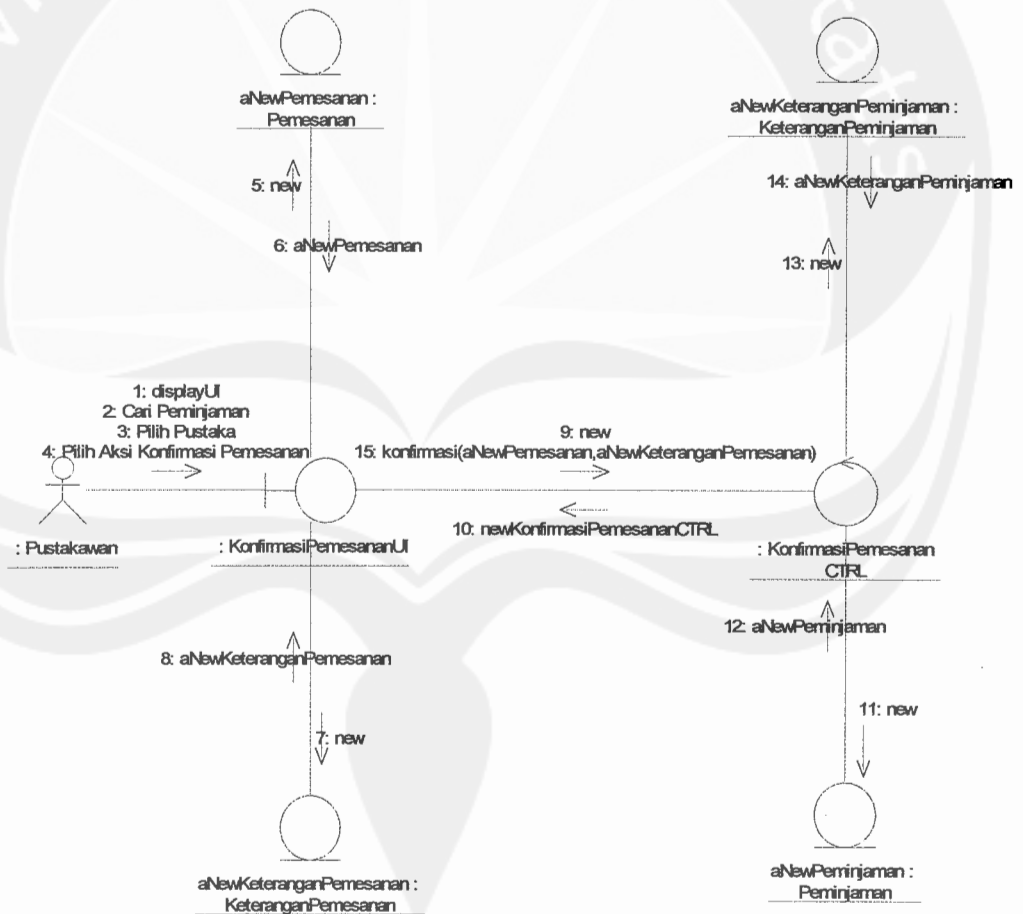 aNewPemesanan :
Pemesanan
aNewKeteranganPeminjaman :
KeteranganPeminjaman
5: new
14: aNewKeteranganPeminjaman
6: aNewPemesanan
13: new
1: displayUI
2: Cari Peminjaman
3: Pilih Pustaka
4: Pilih Aksi Konfirmasi Pemesanan
9: new
15: konfirmasi(aNewPemesanan,aNewKeteranganPemesanan)
10: newKonfirmasiPemesananCTRL
: Pustakawan
: KonfirmasiPemesananUI
: KonfirmasiPemesanan
CTRL
12: aNewPeminjaman
8: aNewKeteranganPemesanan
11: new
7: new
aNewKeteranganPemesanan :
KeteranganPemesanan
aNewPeminjaman :
Peminjaman